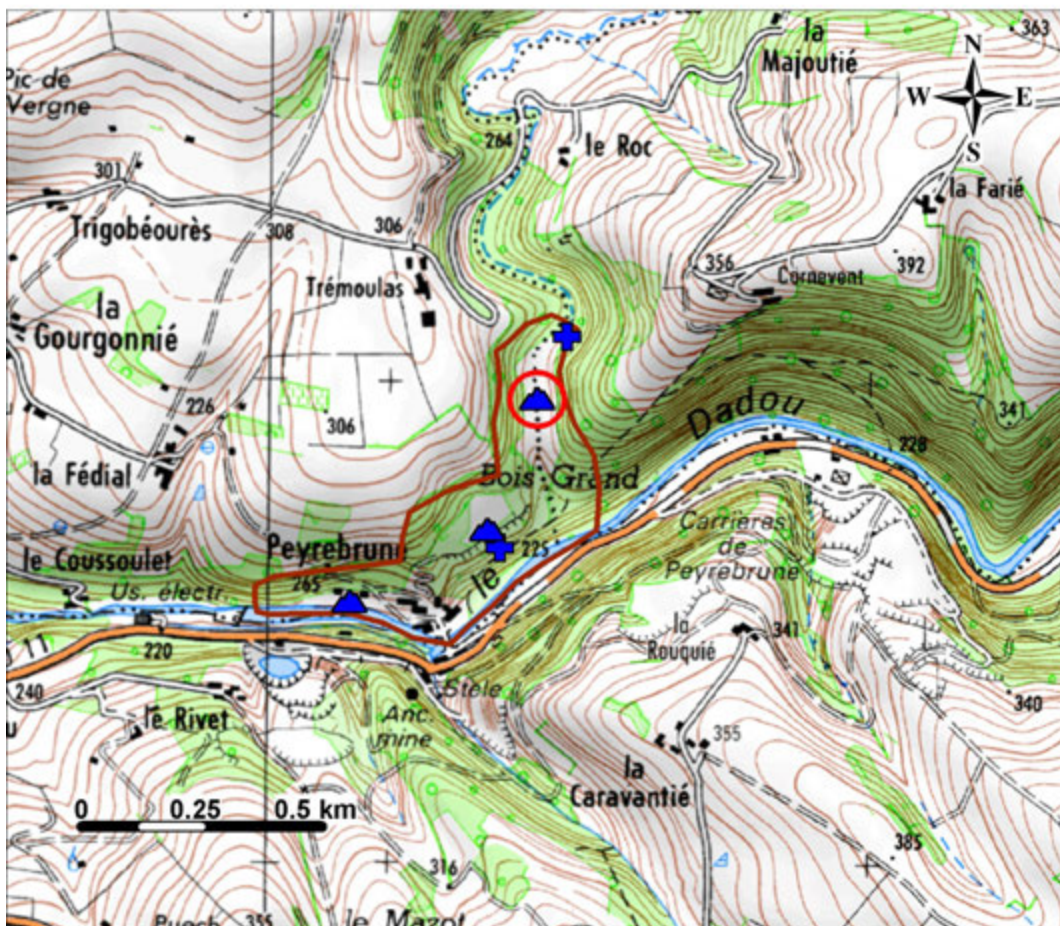 la
Majoutié
363
N
W E
S
Pic-de
Vergne
264
le Roc
301
la Farié
Trigobéourès
308
306
356
392
Cornevent
Trémoulas
la
Gourgonnié
226
306
341
Dadou
228
la Fédial
Bois Grand
Carrières
de
Peyrebrune
Peyrebrune
225
le
le Coussoulet
Us. électr.
265
11
220
la
Rouquié
341
240
le Rivet
Stèle
Anc.
mine
340
355
la
Caravantié
0 0.25 0.5 km
316
385
Puech
355
le Mazot